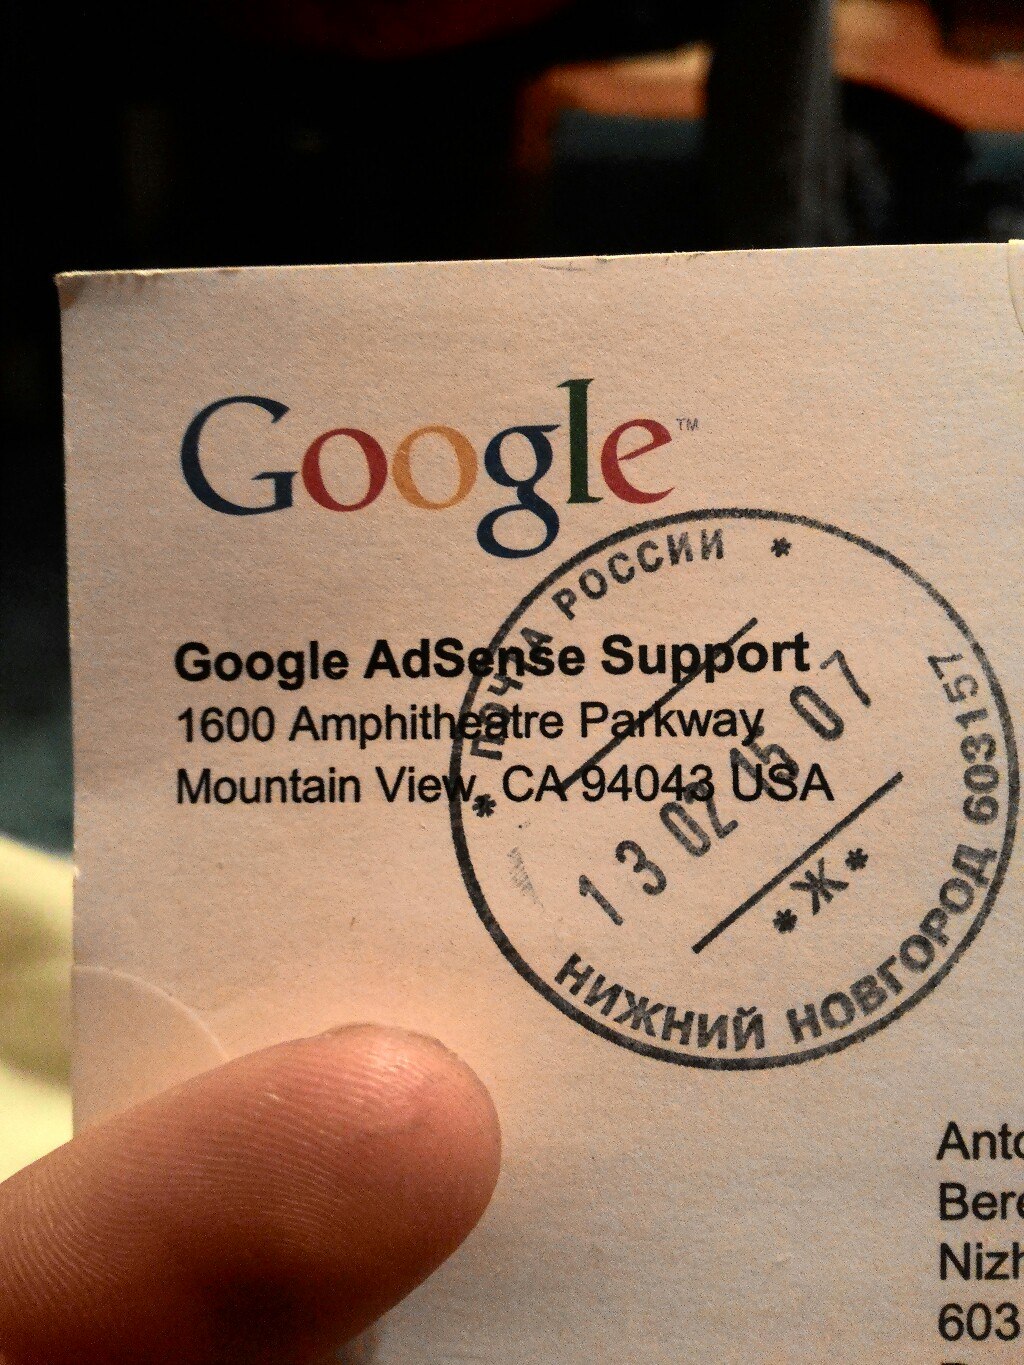 Google™
Google AdSense Support
1600 Amphitheatre Parkway
Mountain View, CA 94043 USA
* ПОЧТА РОССИИ *
13 02 15 07
* Ж *
НИЖНИЙ НОВГОРОД 603157
Anto
Bere
Nizh
603